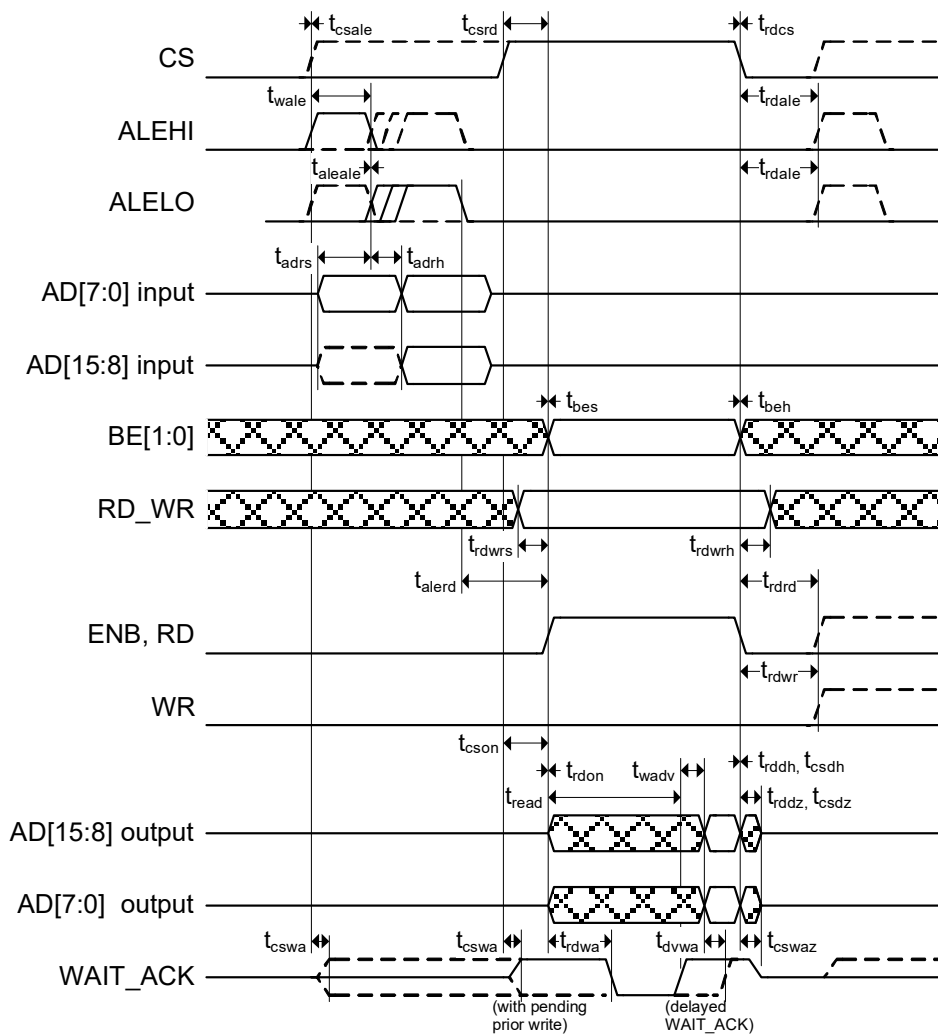 t_csale t_csrd t_rdcs
CS
t_wale t_rdale
ALEHI
t_aleale t_rdale
ALELO
t_adrs t_adrh
AD[7:0] input
AD[15:8] input
t_bes t_beh
BE[1:0]
RD_WR
t_rdwrs t_rdwrh
t_alerd t_rdrd
ENB, RD
t_rdwr
WR
t_cson t_rdon t_wadv t_rddh, t_csdh
t_read t_rddz, t_csdz
AD[15:8] output
AD[7:0] output
t_cswa t_cswa t_rdwa t_dvwa t_cswaz
WAIT_ACK
(with pending prior write) (delayed WAIT_ACK)